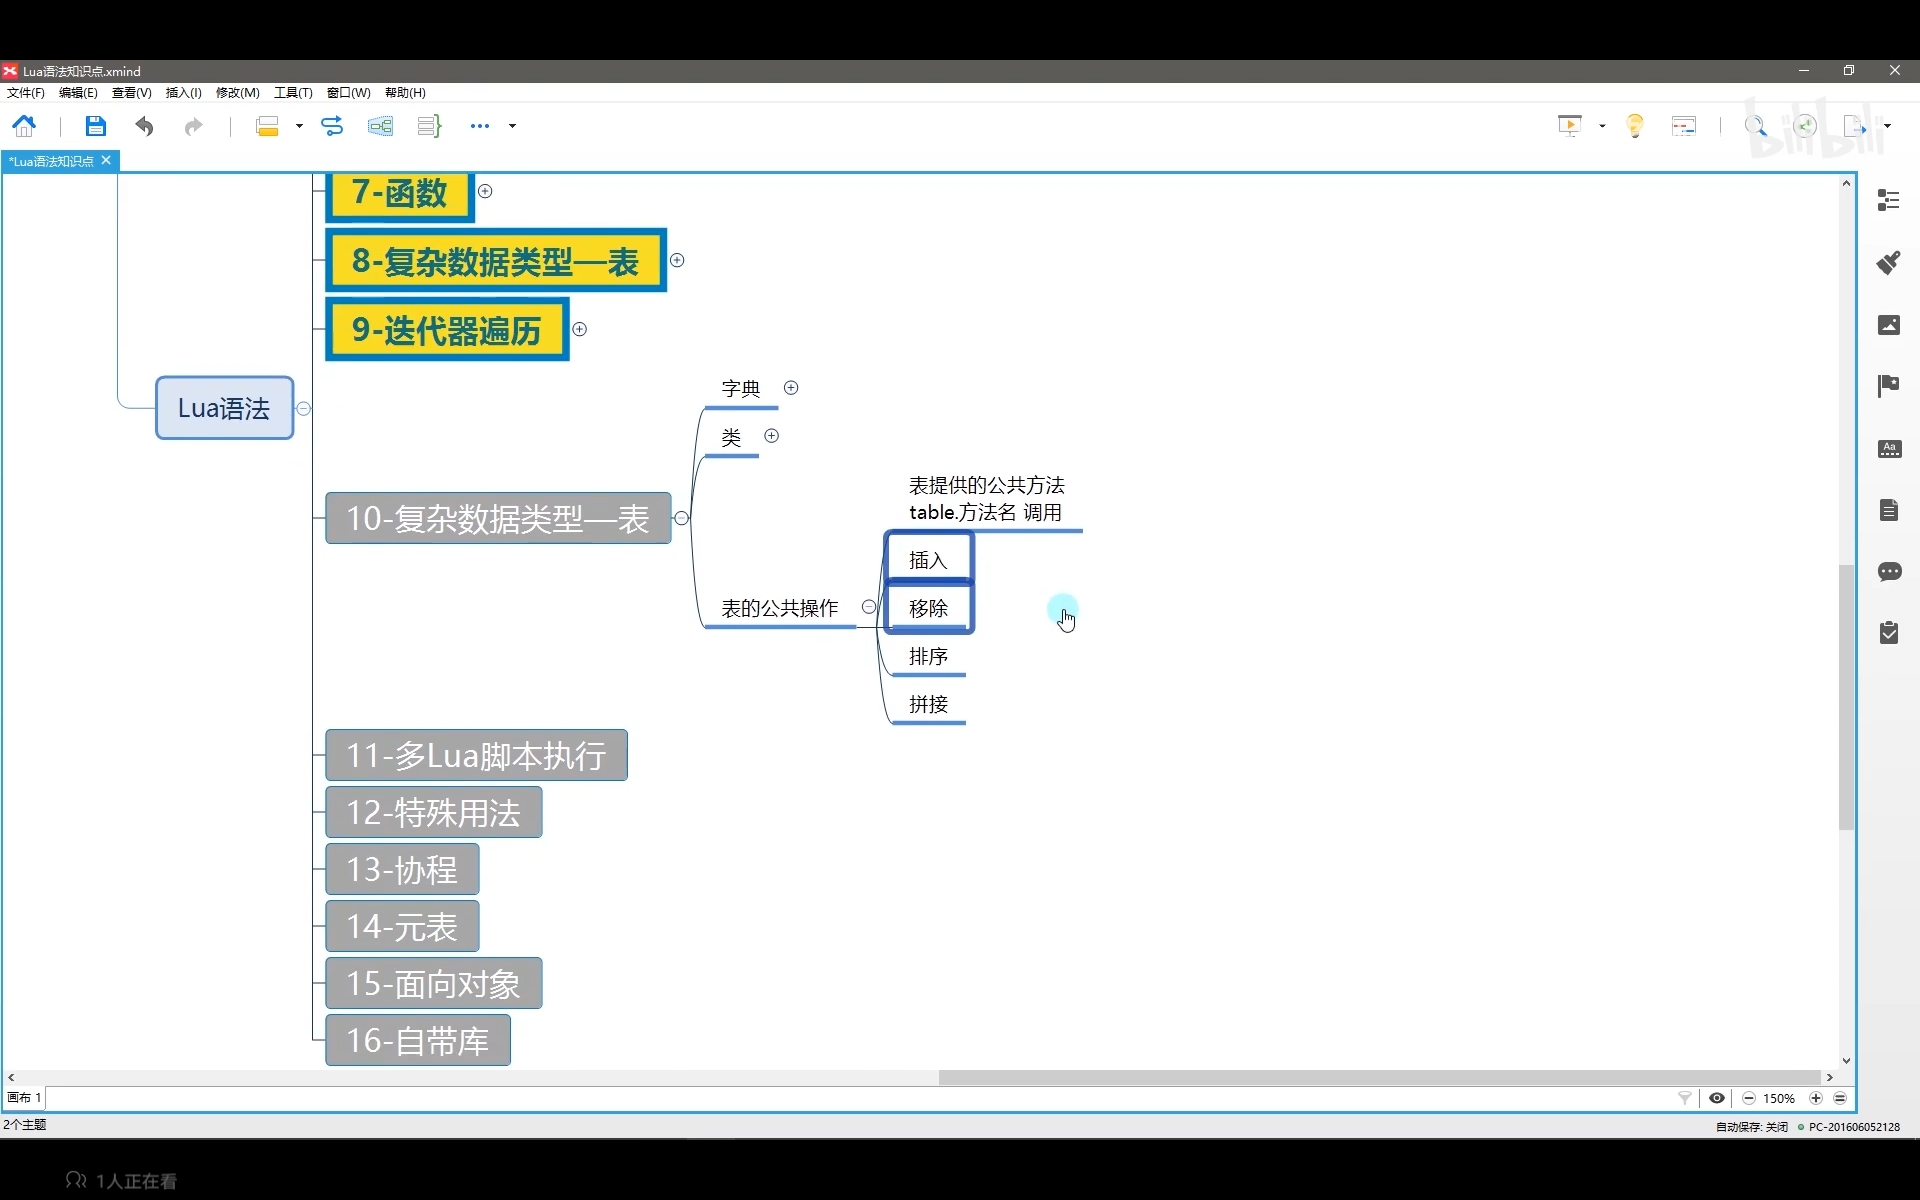 Lua语法知识点.xmind
文件(F) 编辑(E) 查看(V) 插入(I) 修改(M) 工具(T) 窗口(W) 帮助(H)
bilibili
*Lua语法知识点
7-函数
8-复杂数据类型—表
9-迭代器遍历
字典
Lua语法
类
表提供的公共方法
table.方法名 调用
10-复杂数据类型—表
插入
表的公共操作
移除
排序
拼接
11-多Lua脚本执行
12-特殊用法
13-协程
14-元表
15-面向对象
16-自带库
画布 1
150%
2个主题
自动保存: 关闭
PC-201606052128
1人正在看